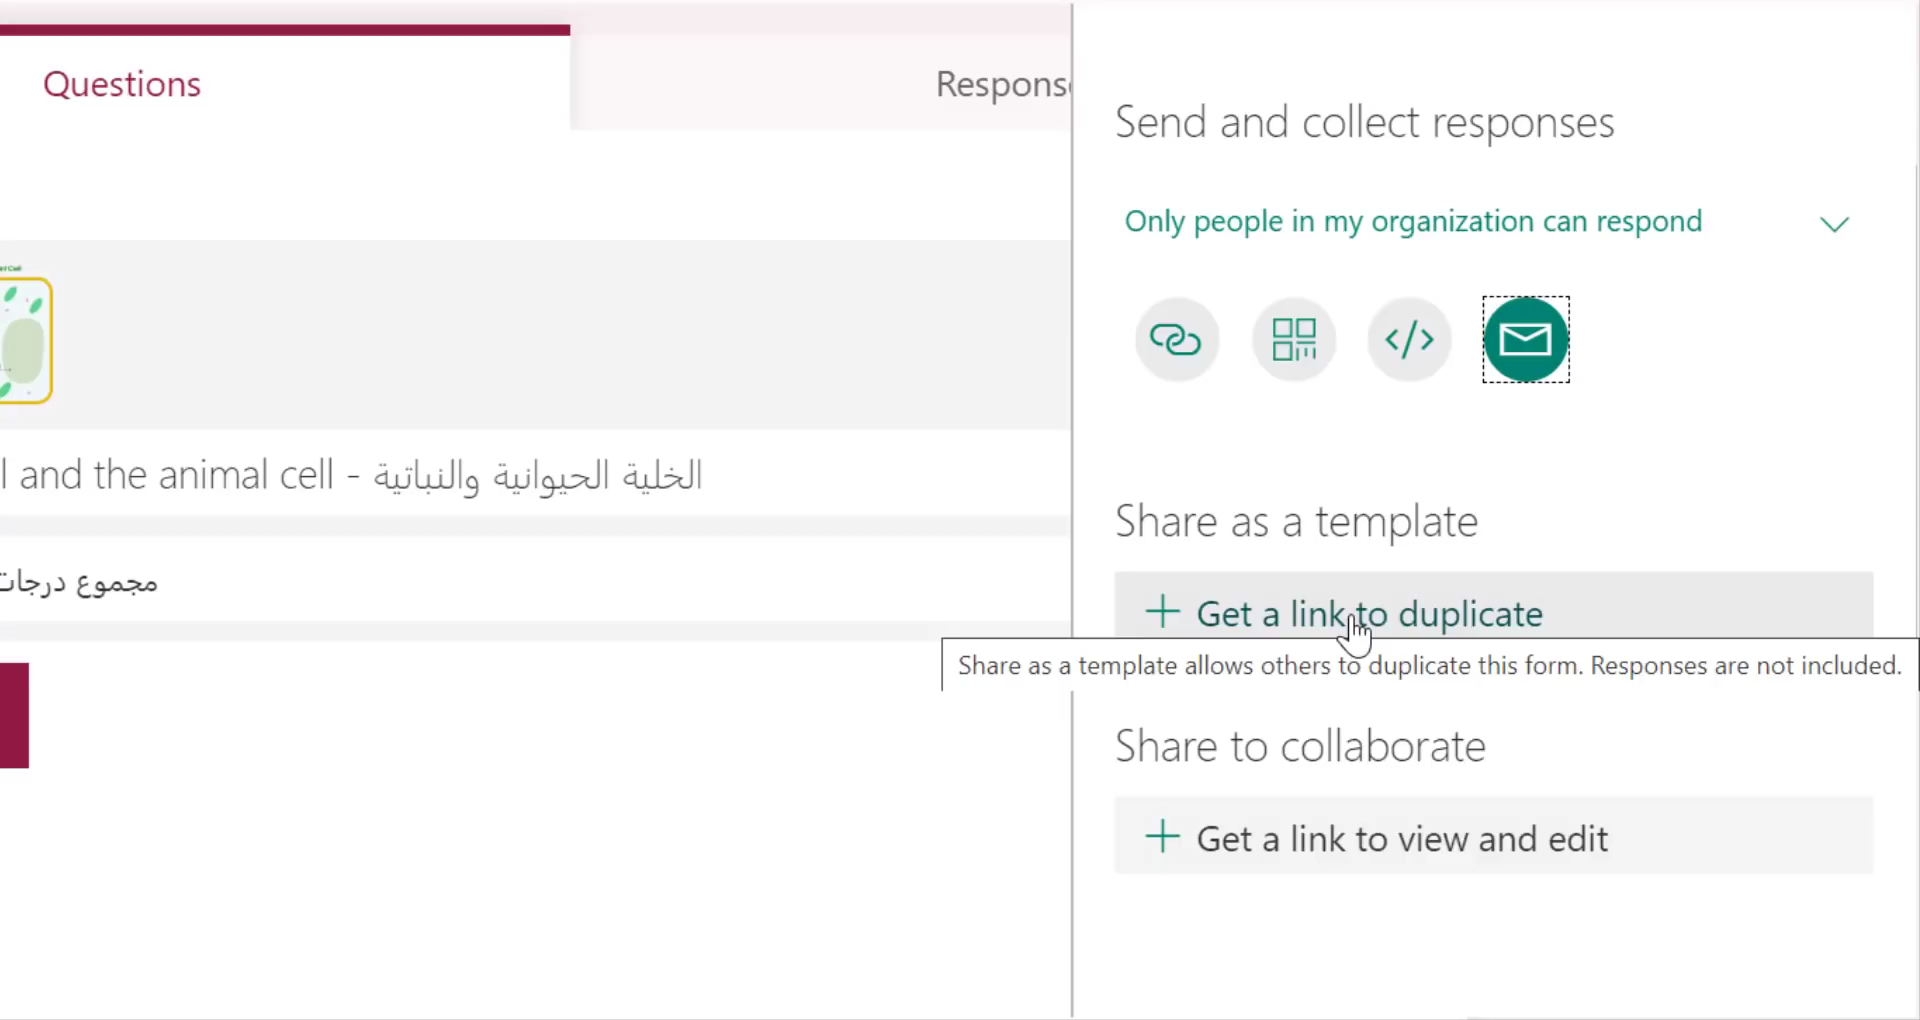 Questions
Respons
Send and collect responses
Only people in my organization can respond
</>
l and the animal cell - الخلية الحيوانية والنباتية
Share as a template
مجموع درجات
+ Get a link to duplicate
Share as a template allows others to duplicate this form. Responses are not included.
Share to collaborate
+ Get a link to view and edit